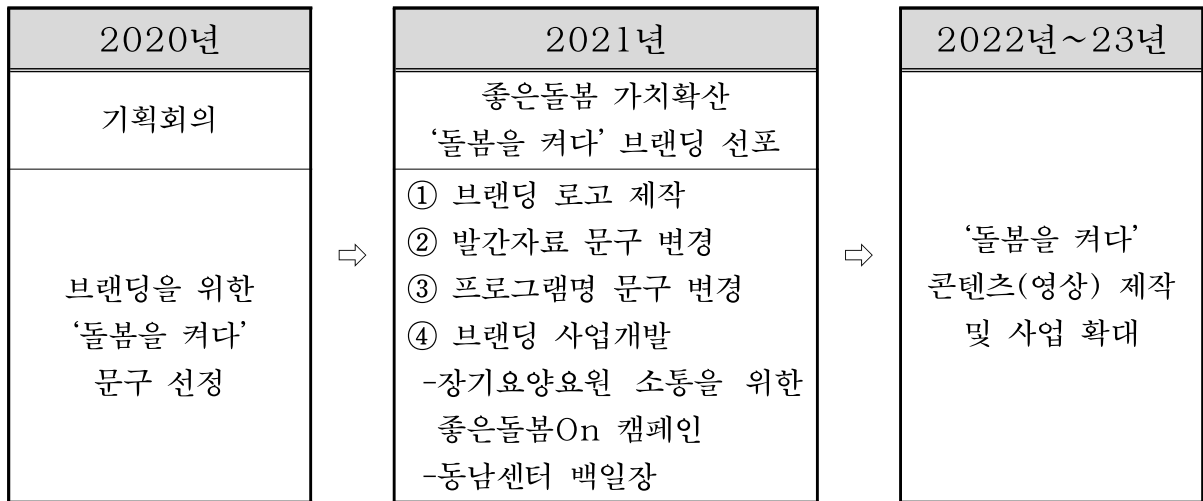 2020년
기획회의
브랜딩을 위한
‘돌봄을 켜다’
문구 선정
⇨
2021년
좋은돌봄 가치확산
‘돌봄을 켜다’ 브랜딩 선포
① 브랜딩 로고 제작
② 발간자료 문구 변경
③ 프로그램명 문구 변경
④ 브랜딩 사업개발
-장기요양요원 소통을 위한
좋은돌봄On 캠페인
-동남센터 백일장
⇨
2022년~23년
‘돌봄을 켜다’
콘텐츠(영상) 제작
및 사업 확대